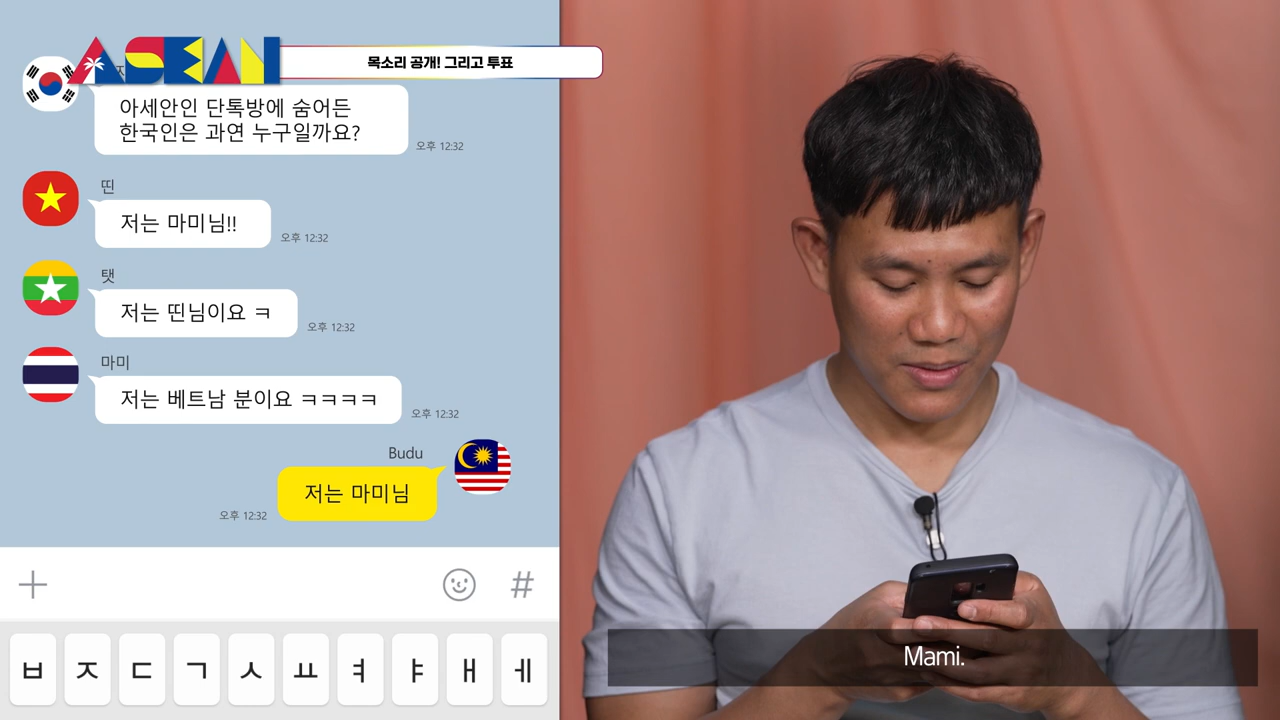 ASEAN
목소리 공개! 그리고 투표
아세안인 단톡방에 숨어든
한국인은 과연 누구일까요?
오후 12:32
띤
저는 마미님!!
오후 12:32
탯
저는 띤님이요 ㅋ
오후 12:32
마미
저는 베트남 분이요 ㅋㅋㅋㅋ
오후 12:32
Budu
저는 마미님
오후 12:32
#
ㅂ ㅈ ㄷ ㄱ ㅅ ㅛ ㅕ ㅑ ㅐ ㅔ
Mami.